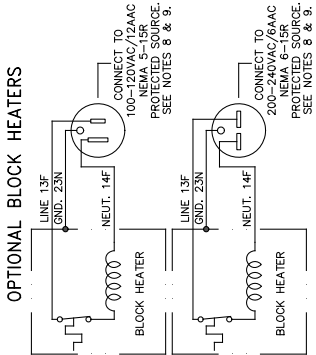 OPTIONAL BLOCK HEATERS
LINE 13F
GND. 23N
NEUT. 14F
BLOCK HEATER
CONNECT TO
100-120VAC/12AAC
NEMA 5-15R
PROTECTED SOURCE.
SEE NOTES 8 & 9.
LINE 13F
GND. 23N
NEUT. 14F
BLOCK HEATER
CONNECT TO
200-240VAC/6AAC
NEMA 6-15R
PROTECTED SOURCE.
SEE NOTES 8 & 9.